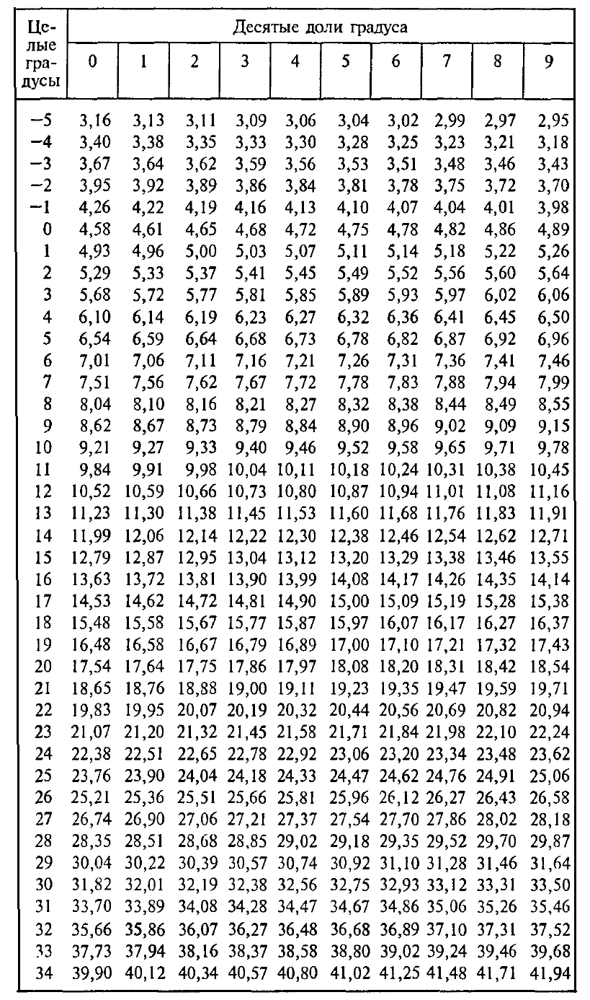 Це-
лые
гра-
дусы
Десятые доли градуса
0 1 2 3 4 5 6 7 8 9
−5 3,16 3,13 3,11 3,09 3,06 3,04 3,02 2,99 2,97 2,95
−4 3,40 3,38 3,35 3,33 3,30 3,28 3,25 3,23 3,21 3,18
−3 3,67 3,64 3,62 3,59 3,56 3,53 3,51 3,48 3,46 3,43
−2 3,95 3,92 3,89 3,86 3,84 3,81 3,78 3,75 3,72 3,70
−1 4,26 4,22 4,19 4,16 4,13 4,10 4,07 4,04 4,01 3,98
0 4,58 4,61 4,65 4,68 4,72 4,75 4,78 4,82 4,86 4,89
1 4,93 4,96 5,00 5,03 5,07 5,11 5,14 5,18 5,22 5,26
2 5,29 5,33 5,37 5,41 5,45 5,49 5,52 5,56 5,60 5,64
3 5,68 5,72 5,77 5,81 5,85 5,89 5,93 5,97 6,02 6,06
4 6,10 6,14 6,19 6,23 6,27 6,32 6,36 6,41 6,45 6,50
5 6,54 6,59 6,64 6,68 6,73 6,78 6,82 6,87 6,92 6,96
6 7,01 7,06 7,11 7,16 7,21 7,26 7,31 7,36 7,41 7,46
7 7,51 7,56 7,62 7,67 7,72 7,78 7,83 7,88 7,94 7,99
8 8,04 8,10 8,16 8,21 8,27 8,32 8,38 8,44 8,49 8,55
9 8,62 8,67 8,73 8,79 8,84 8,90 8,96 9,02 9,09 9,15
10 9,21 9,27 9,33 9,40 9,46 9,52 9,58 9,65 9,71 9,78
11 9,84 9,91 9,98 10,04 10,11 10,18 10,24 10,31 10,38 10,45
12 10,52 10,59 10,66 10,73 10,80 10,87 10,94 11,01 11,08 11,16
13 11,23 11,30 11,38 11,45 11,53 11,60 11,68 11,76 11,83 11,91
14 11,99 12,06 12,14 12,22 12,30 12,38 12,46 12,54 12,62 12,71
15 12,79 12,87 12,95 13,04 13,12 13,20 13,29 13,38 13,46 13,55
16 13,63 13,72 13,81 13,90 13,99 14,08 14,17 14,26 14,35 14,14
17 14,53 14,62 14,72 14,81 14,90 15,00 15,09 15,19 15,28 15,38
18 15,48 15,58 15,67 15,77 15,87 15,97 16,07 16,17 16,27 16,37
19 16,48 16,58 16,67 16,79 16,89 17,00 17,10 17,21 17,32 17,43
20 17,54 17,64 17,75 17,86 17,97 18,08 18,20 18,31 18,42 18,54
21 18,65 18,76 18,88 19,00 19,11 19,23 19,35 19,47 19,59 19,71
22 19,83 19,95 20,07 20,19 20,32 20,44 20,56 20,69 20,82 20,94
23 21,07 21,20 21,32 21,45 21,58 21,71 21,84 21,98 22,10 22,24
24 22,38 22,51 22,65 22,78 22,92 23,06 23,20 23,34 23,48 23,62
25 23,76 23,90 24,04 24,18 24,33 24,47 24,62 24,76 24,91 25,06
26 25,21 25,36 25,51 25,66 25,81 25,96 26,12 26,27 26,43 26,58
27 26,74 26,90 27,06 27,21 27,37 27,54 27,70 27,86 28,02 28,18
28 28,35 28,51 28,68 28,85 29,02 29,18 29,35 29,52 29,70 29,87
29 30,04 30,22 30,39 30,57 30,74 30,92 31,10 31,28 31,46 31,64
30 31,82 32,01 32,19 32,38 32,56 32,75 32,93 33,12 33,31 33,50
31 33,70 33,89 34,08 34,28 34,47 34,67 34,86 35,06 35,26 35,46
32 35,66 35,86 36,07 36,27 36,48 36,68 36,89 37,10 37,31 37,52
33 37,73 37,94 38,16 38,37 38,58 38,80 39,02 39,24 39,46 39,68
34 39,90 40,12 40,34 40,57 40,80 41,02 41,25 41,48 41,71 41,94